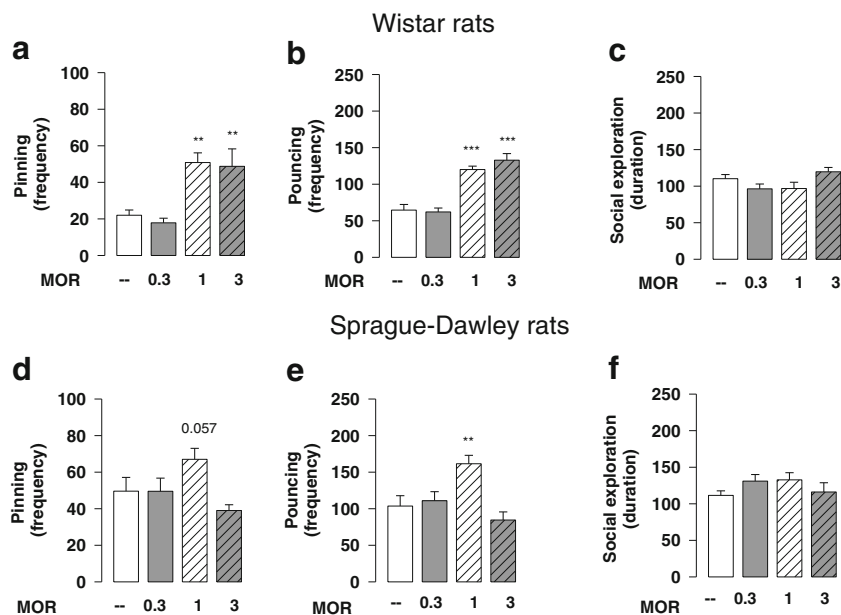 Wistar rats
a
b
c
Pinning
(frequency)
100
80
60
40
20
0
** **
MOR -- 0.3 1 3
Pouncing
(frequency)
250
200
150
100
50
0
*** ***
MOR -- 0.3 1 3
Social exploration
(duration)
250
200
150
100
50
0
MOR -- 0.3 1 3
Sprague-Dawley rats
d
e
f
Pinning
(frequency)
100
80
60
40
20
0
0.057
MOR -- 0.3 1 3
Pouncing
(frequency)
250
200
150
100
50
0
**
MOR -- 0.3 1 3
Social exploration
(duration)
250
200
150
100
50
0
MOR -- 0.3 1 3